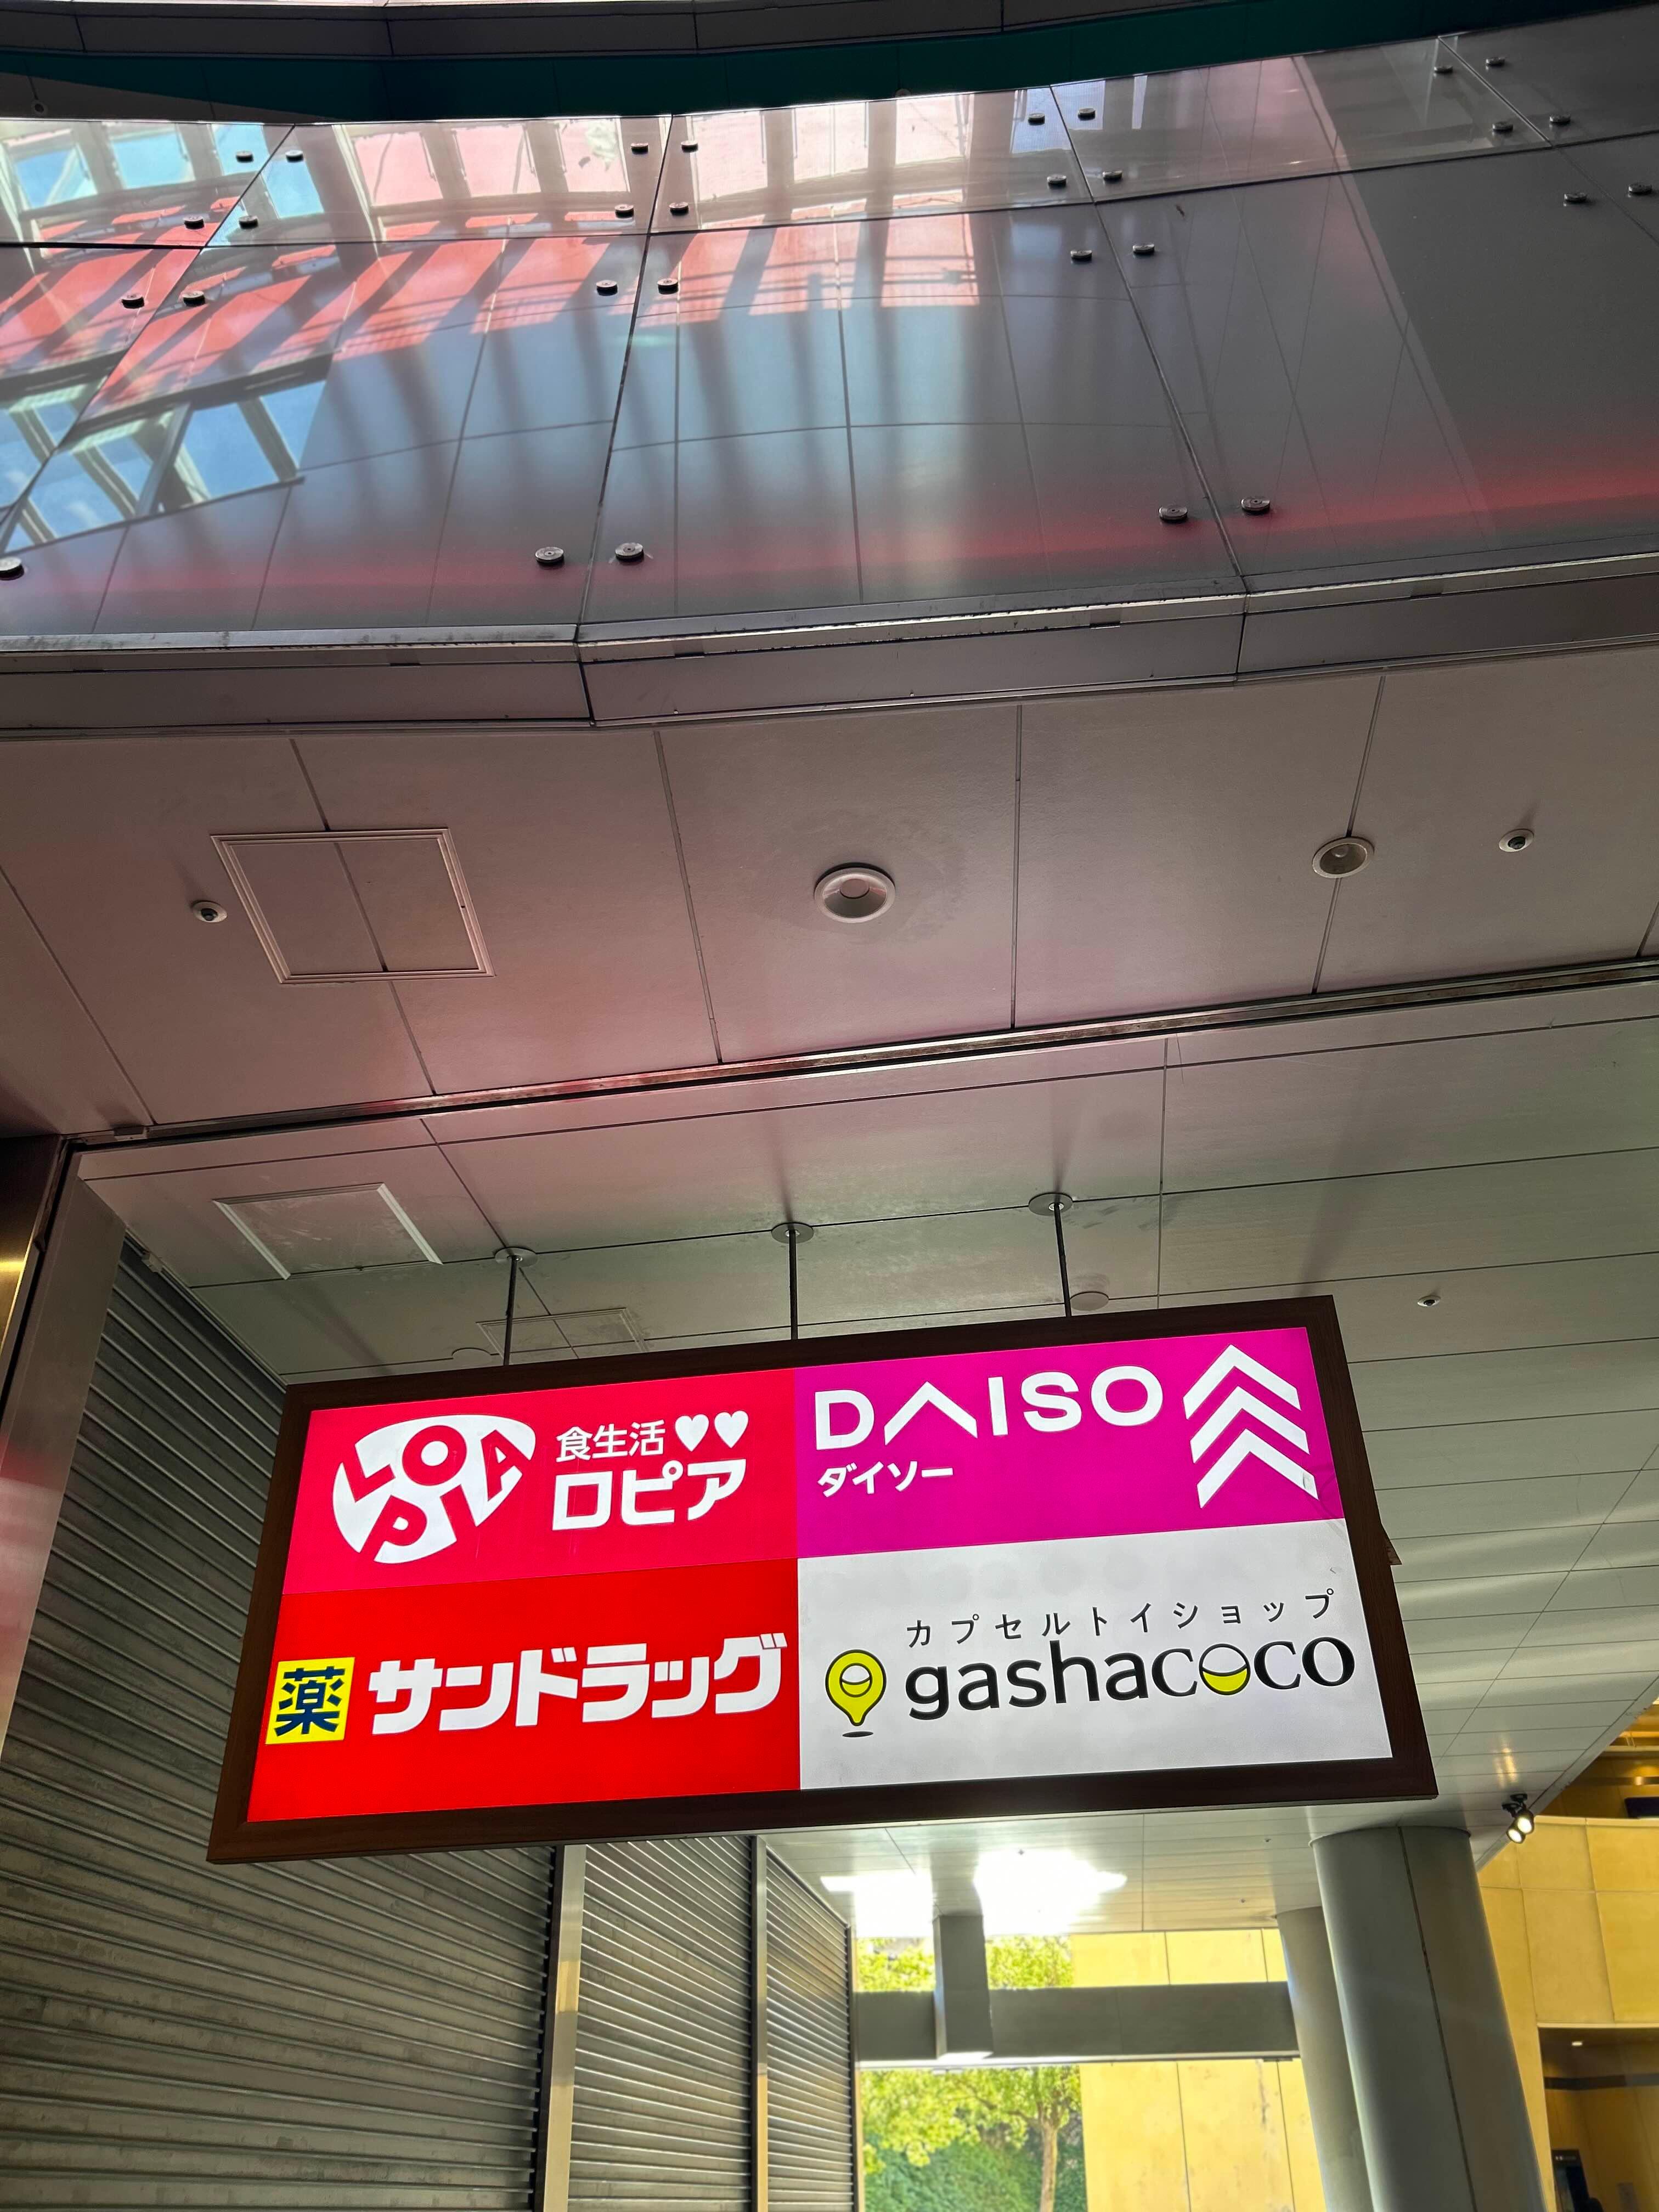 LOPIA
食生活♥♥
ロピア
DAISO
ダイソー
薬 サンドラッグ
カプセルトイショップ
gashacoco